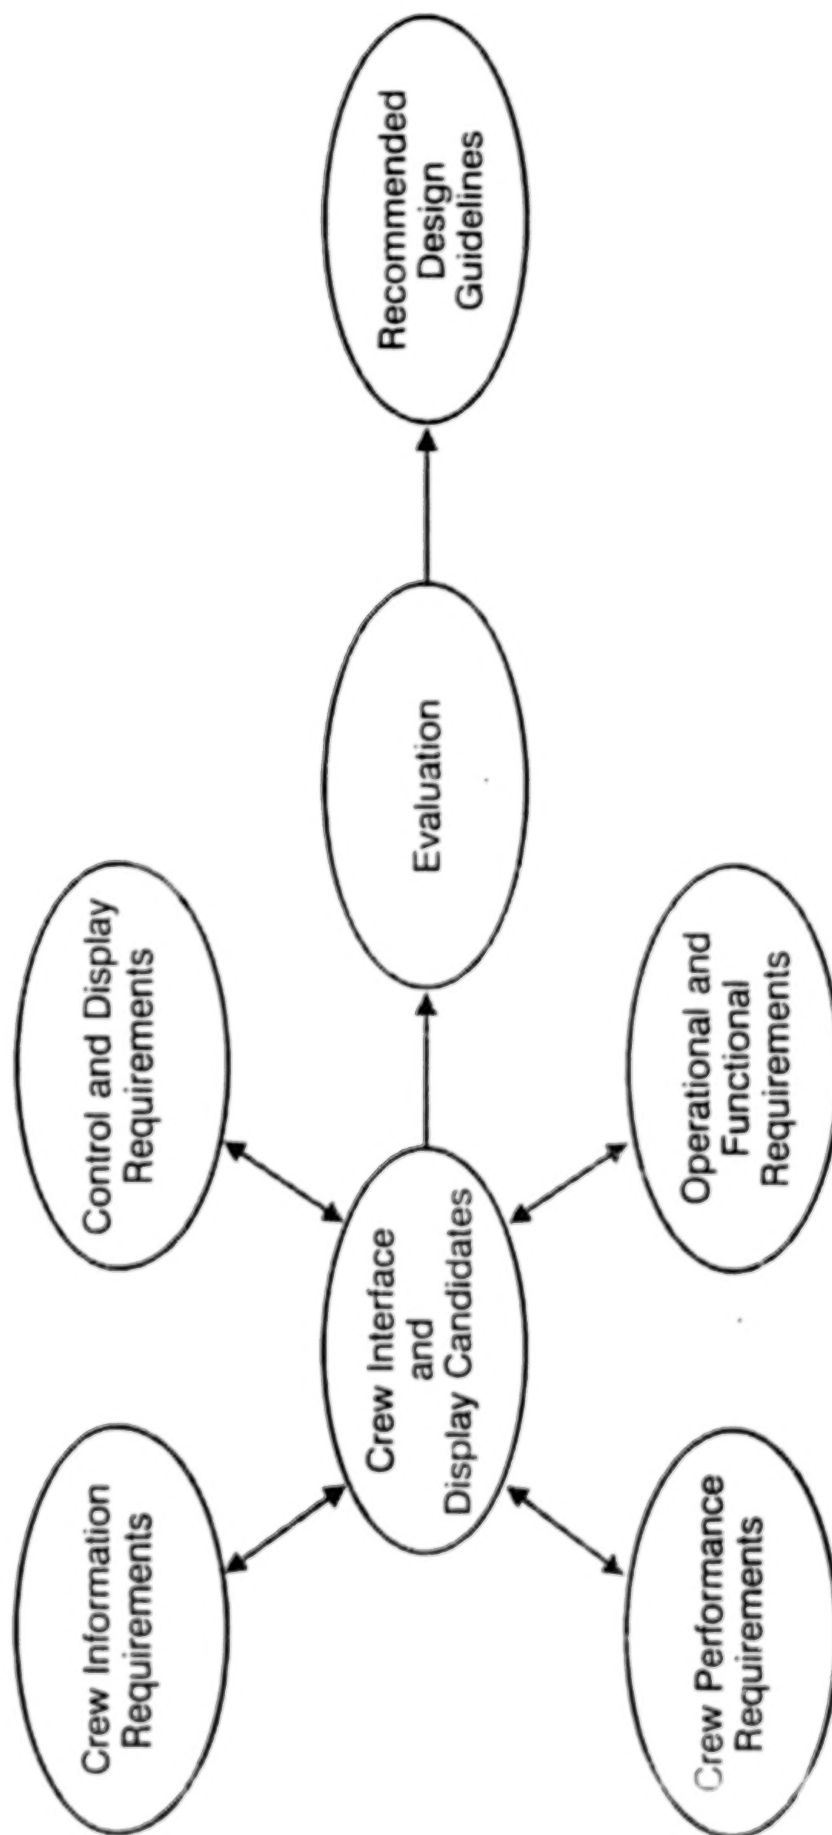 Crew Information
Requirements
Control and Display
Requirements
Crew Interface
and
Display Candidates
Evaluation
Recommended
Design
Guidelines
Crew Performance
Requirements
Operational and
Functional
Requirements